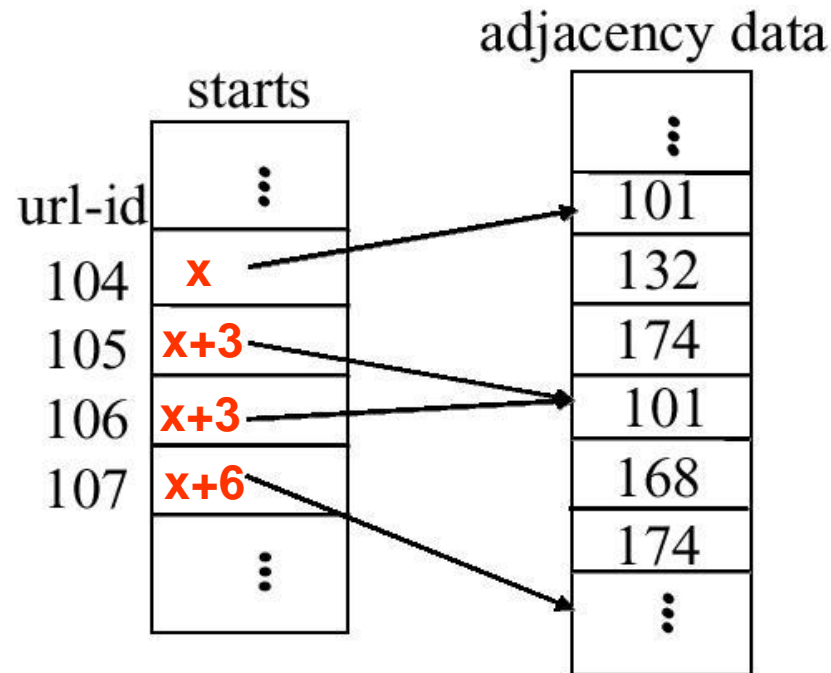 adjacency data
starts
url-id
104 x
105 x+3
106 x+3
107 x+6
101
132
174
101
168
174